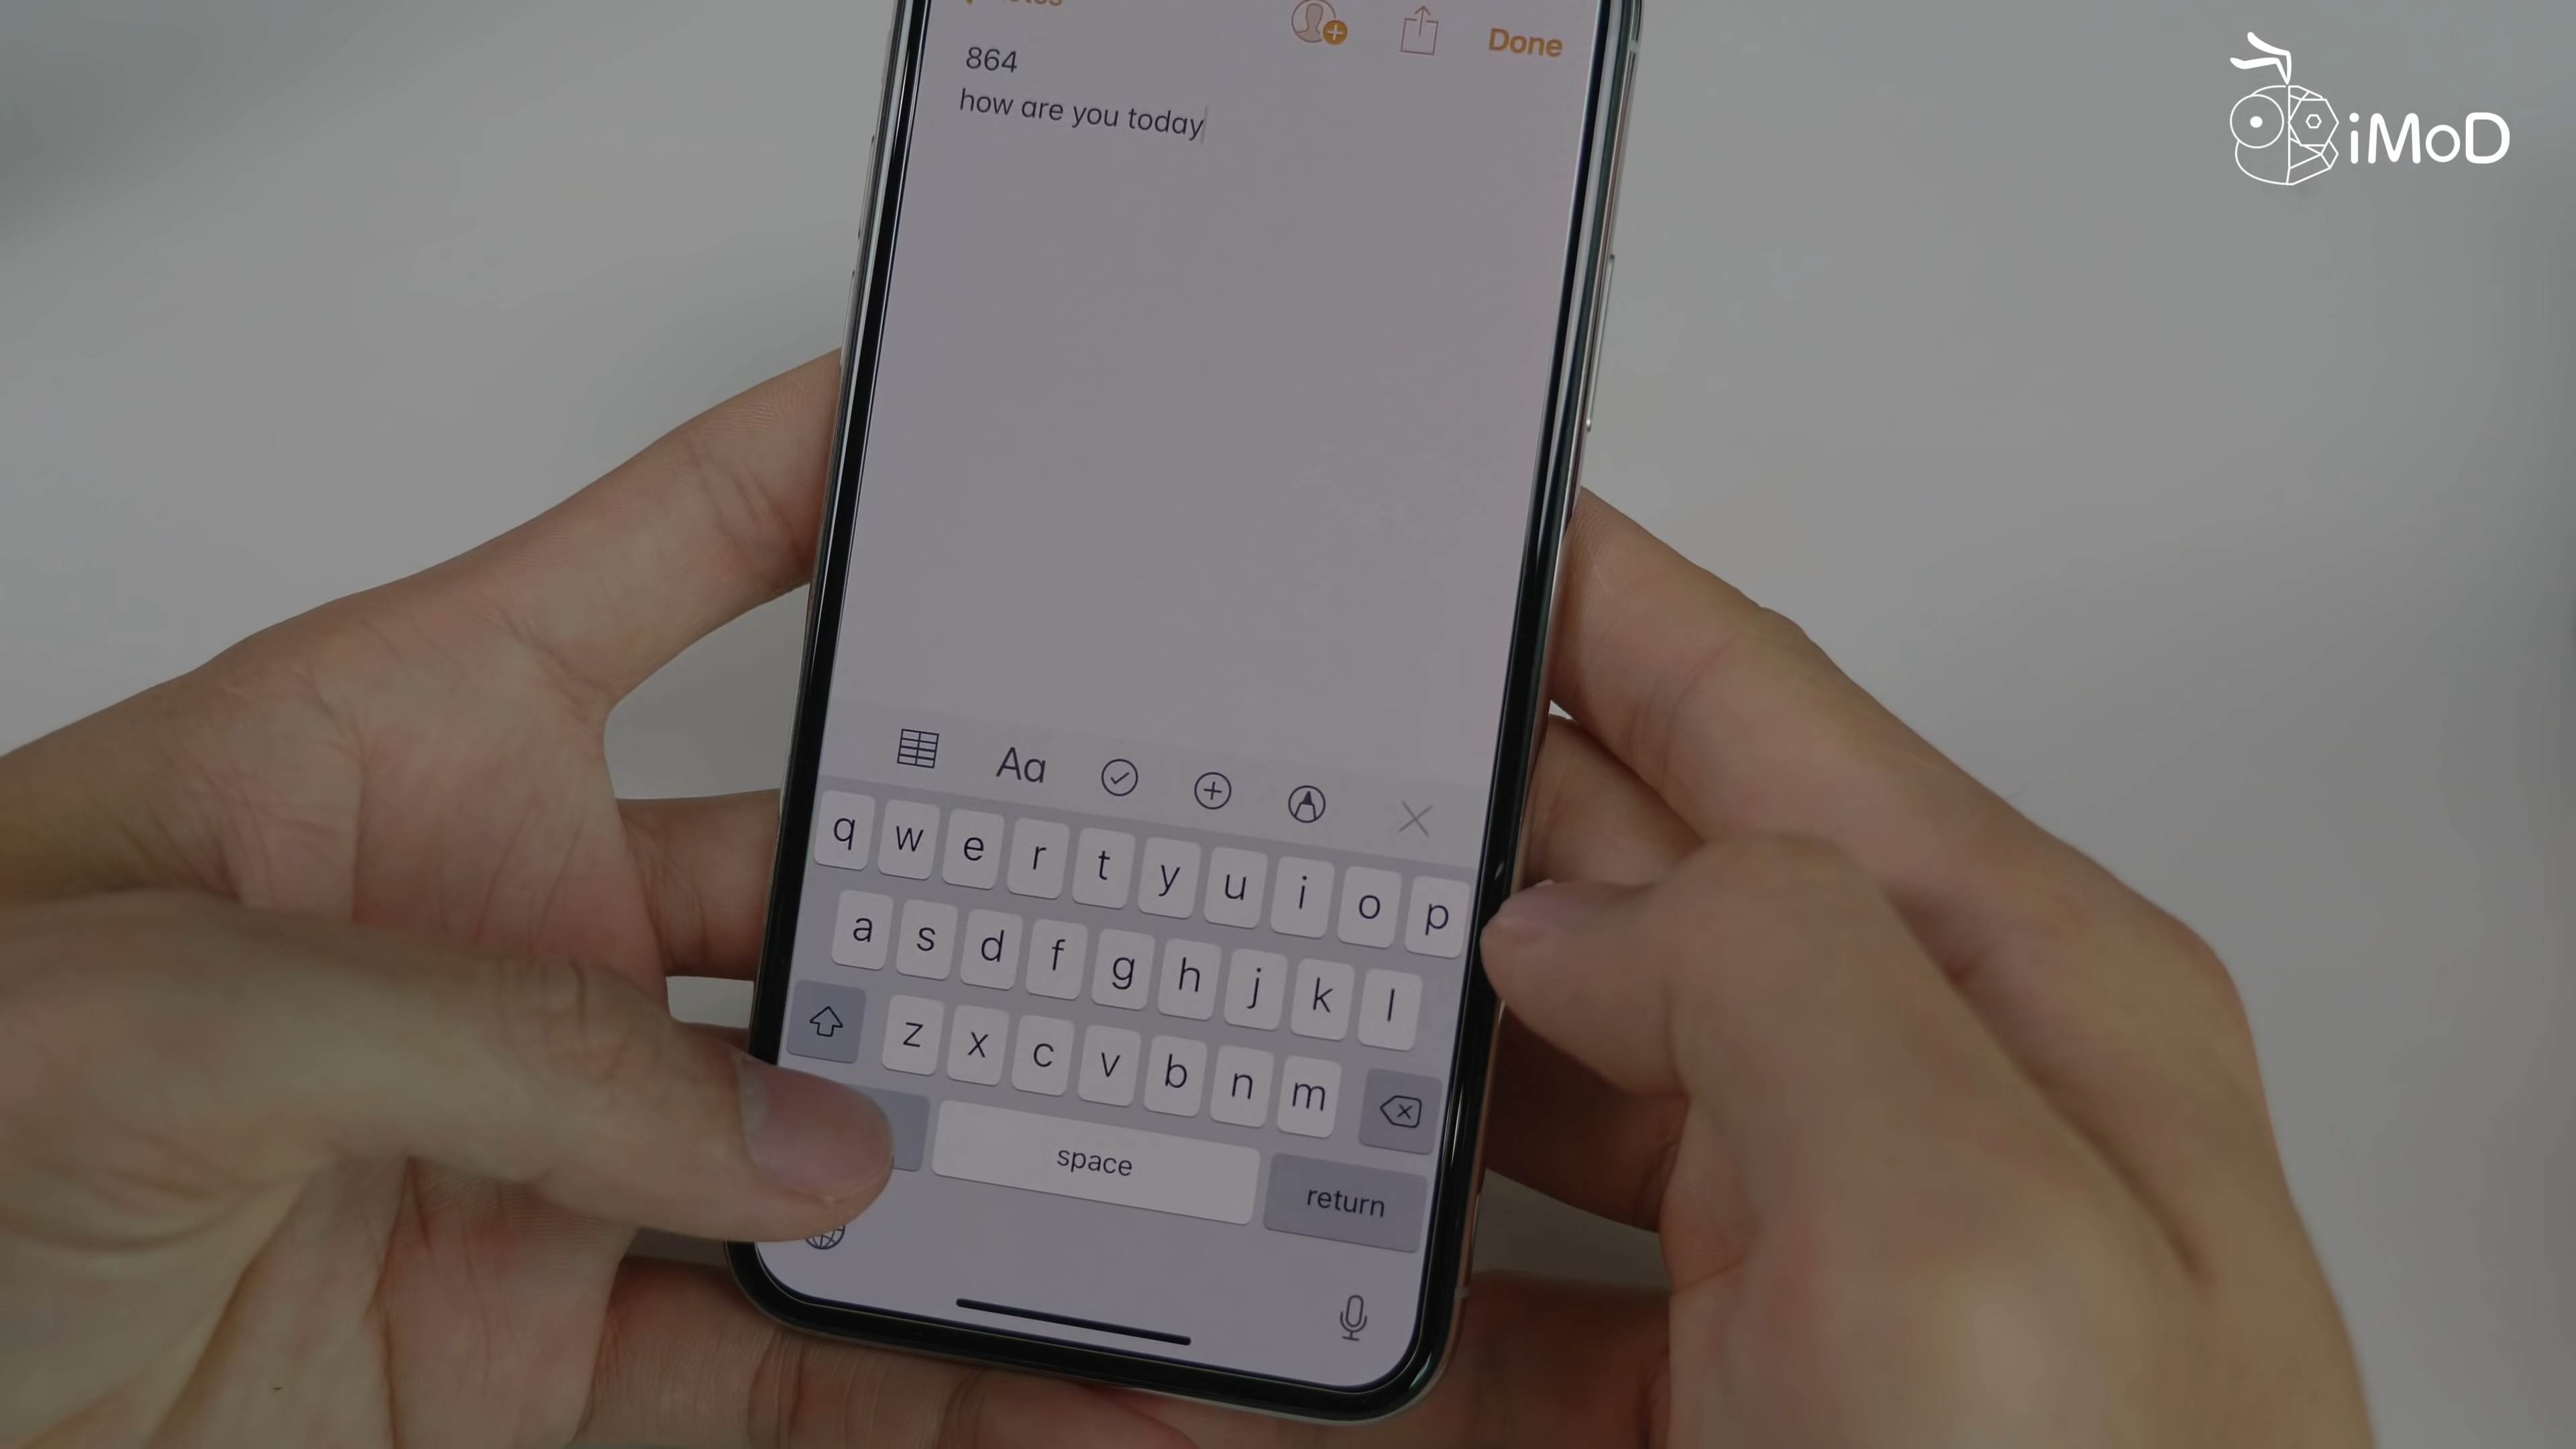 Done
864
how are you today
Aa
q w e r t y u i o p
a s d f g h j k l
z x c v b n m
space
return
iMoD